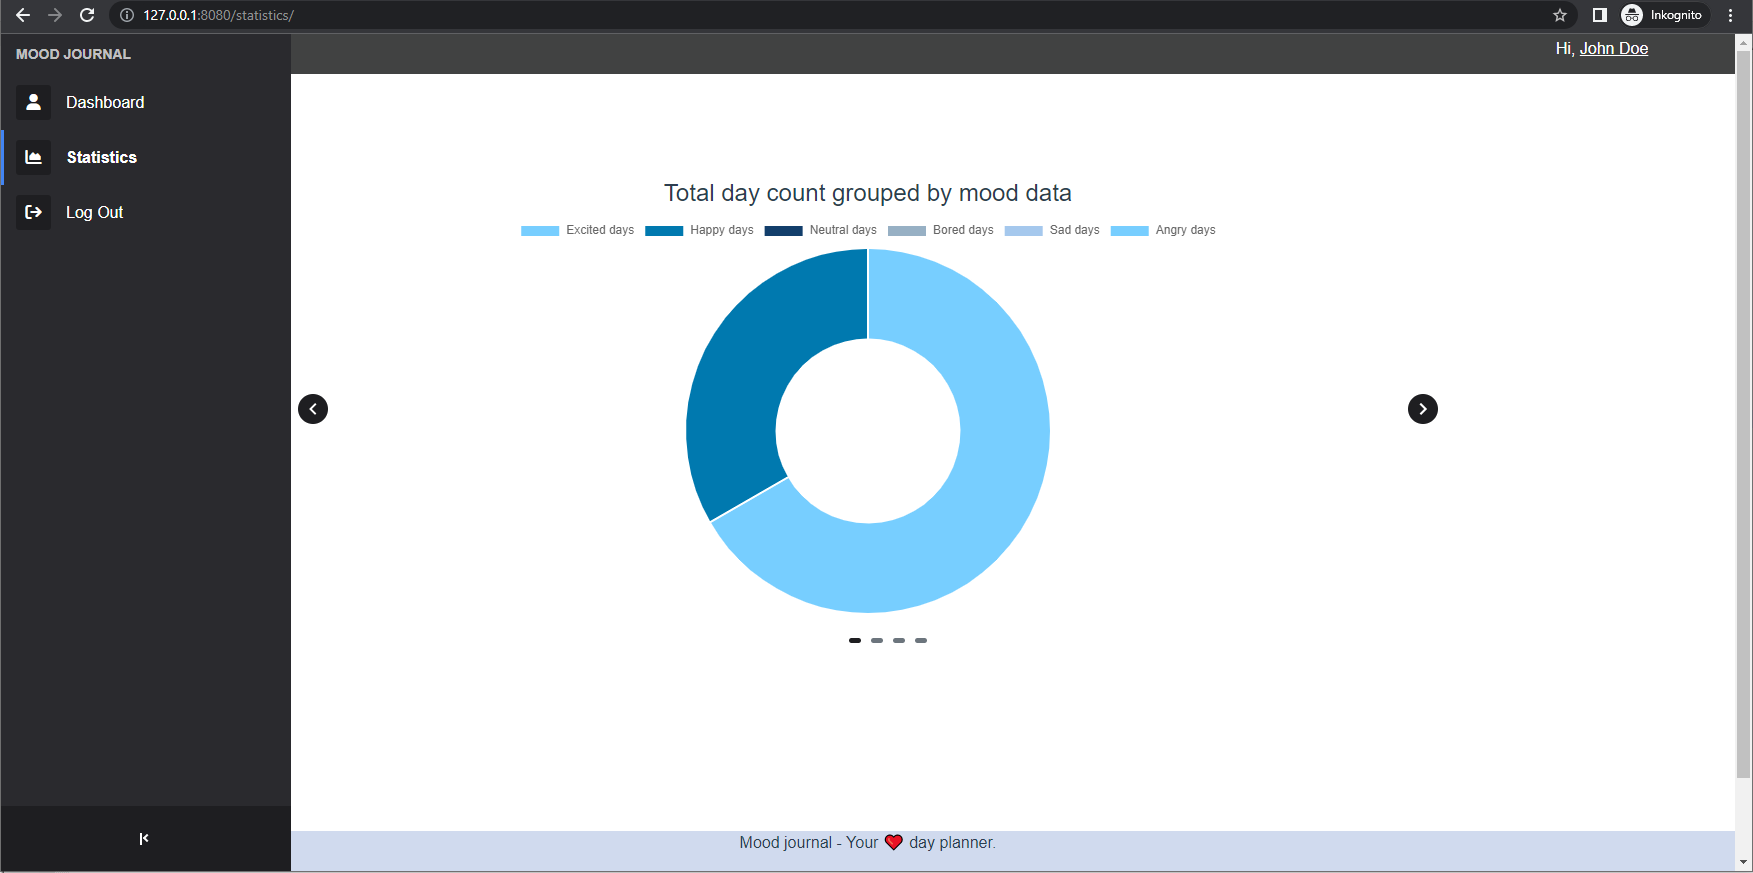 127.0.0.1:8080/statistics/
Inkognito
MOOD JOURNAL
Hi, John Doe
Dashboard
Statistics
Log Out
Total day count grouped by mood data
Excited days Happy days Neutral days Bored days Sad days Angry days
Mood journal - Your ❤ day planner.